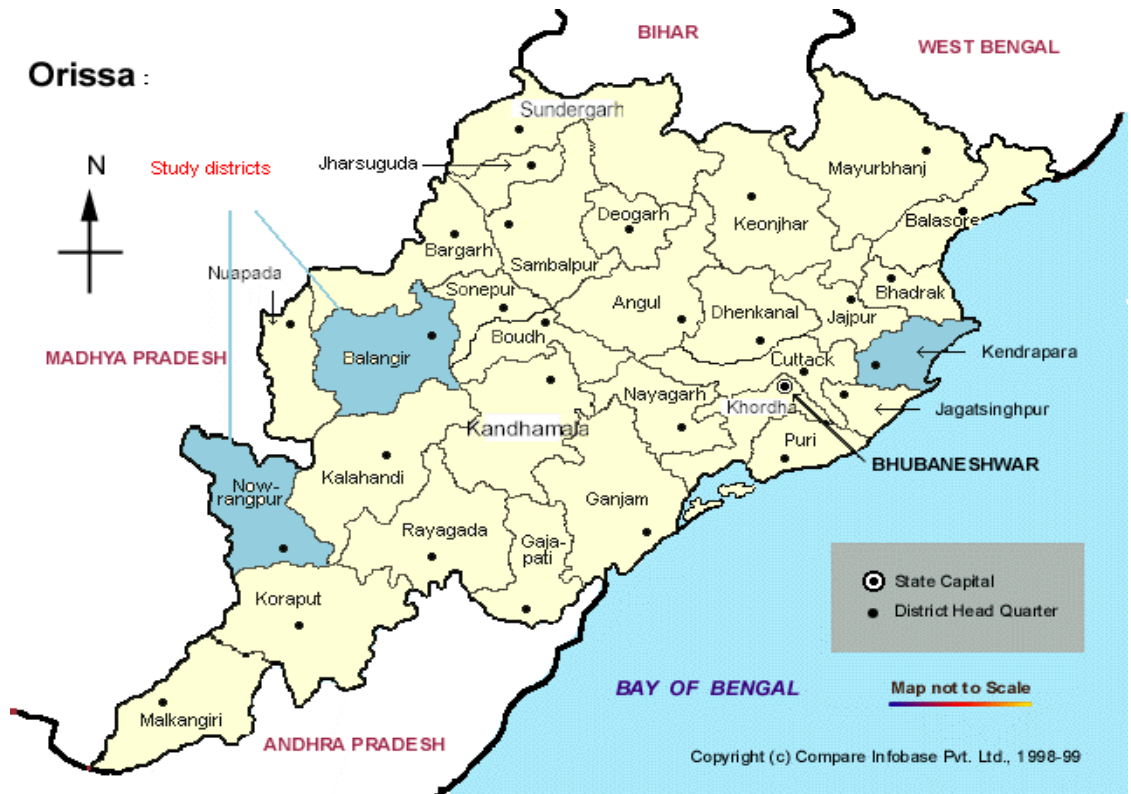 BIHAR
WEST BENGAL
Orissa :
Sundergarh
N
Study districts
Jharsuguda
Mayurbhanj
Deogarh
Keonjhar
Balasore
Bargarh
Nuapada
Sambalpur
Sonepur
Angul
Bhadrak
Dhenkanal
Jajpur
MADHYA PRADESH
Balangir
Boudh
Kendrapara
Cuttack
Nayagarh
Khordha
Jagatsinghpur
Kandhamala
Puri
BHUBANESHWAR
Kalahandi
Now-
rangpur
Ganjam
Rayagada
Gaja-
pati
State Capital
District Head Quarter
Koraput
BAY OF BENGAL
Map not to Scale
Malkangiri
ANDHRA PRADESH
Copyright (c) Compare Infobase Pvt. Ltd., 1998-99